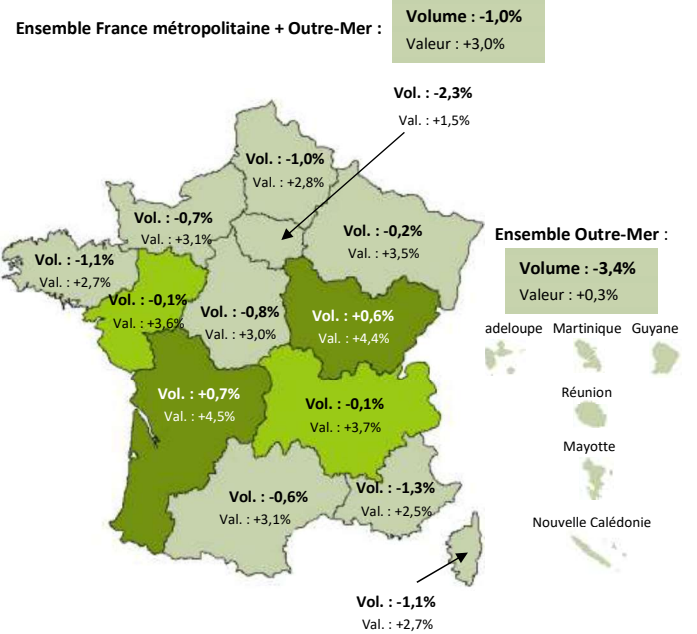 Ensemble France métropolitaine + Outre-Mer :
Volume : -1,0%
Valeur : +3,0%
Vol. : -2,3%
Val. : +1,5%
Vol. : -1,0%
Val. : +2,8%
Vol. : -0,7%
Val. : +3,1%
Vol. : -0,2%
Val. : +3,5%
Vol. : -1,1%
Val. : +2,7%
Vol. : -0,1%
Val. : +3,6%
Vol. : -0,8%
Val. : +3,0%
Vol. : +0,6%
Val. : +4,4%
Vol. : +0,7%
Val. : +4,5%
Vol. : -0,1%
Val. : +3,7%
Vol. : -0,6%
Val. : +3,1%
Vol. : -1,3%
Val. : +2,5%
Vol. : -1,1%
Val. : +2,7%
Ensemble Outre-Mer :
Volume : -3,4%
Valeur : +0,3%
adeloupe Martinique Guyane
Réunion
Mayotte
Nouvelle Calédonie